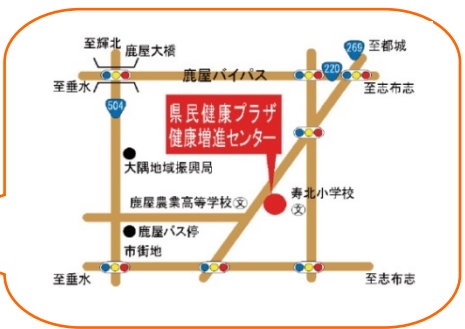 至輝北
鹿屋大橋
269
至都城
220
鹿屋バイパス
至垂水
至志布志
504
県民健康プラザ
健康増進センター
大隅地域振興局
鹿屋農業高等学校
文
寿北小学校
文
鹿屋バス停
市街地
至垂水
至志布志